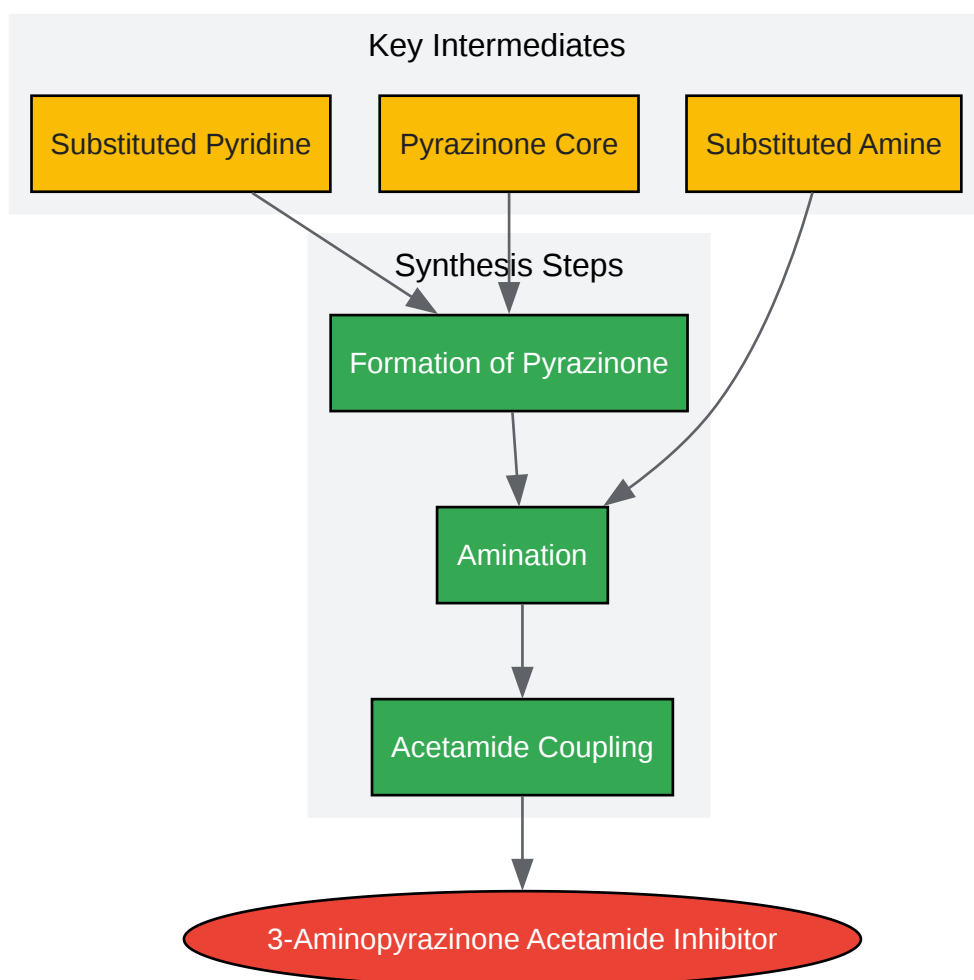 Key Intermediates
Substituted Pyridine
Pyrazinone Core
Substituted Amine
Synthesis Steps
Formation of Pyrazinone
Amination
Acetamide Coupling
3-Aminopyrazinone Acetamide Inhibitor